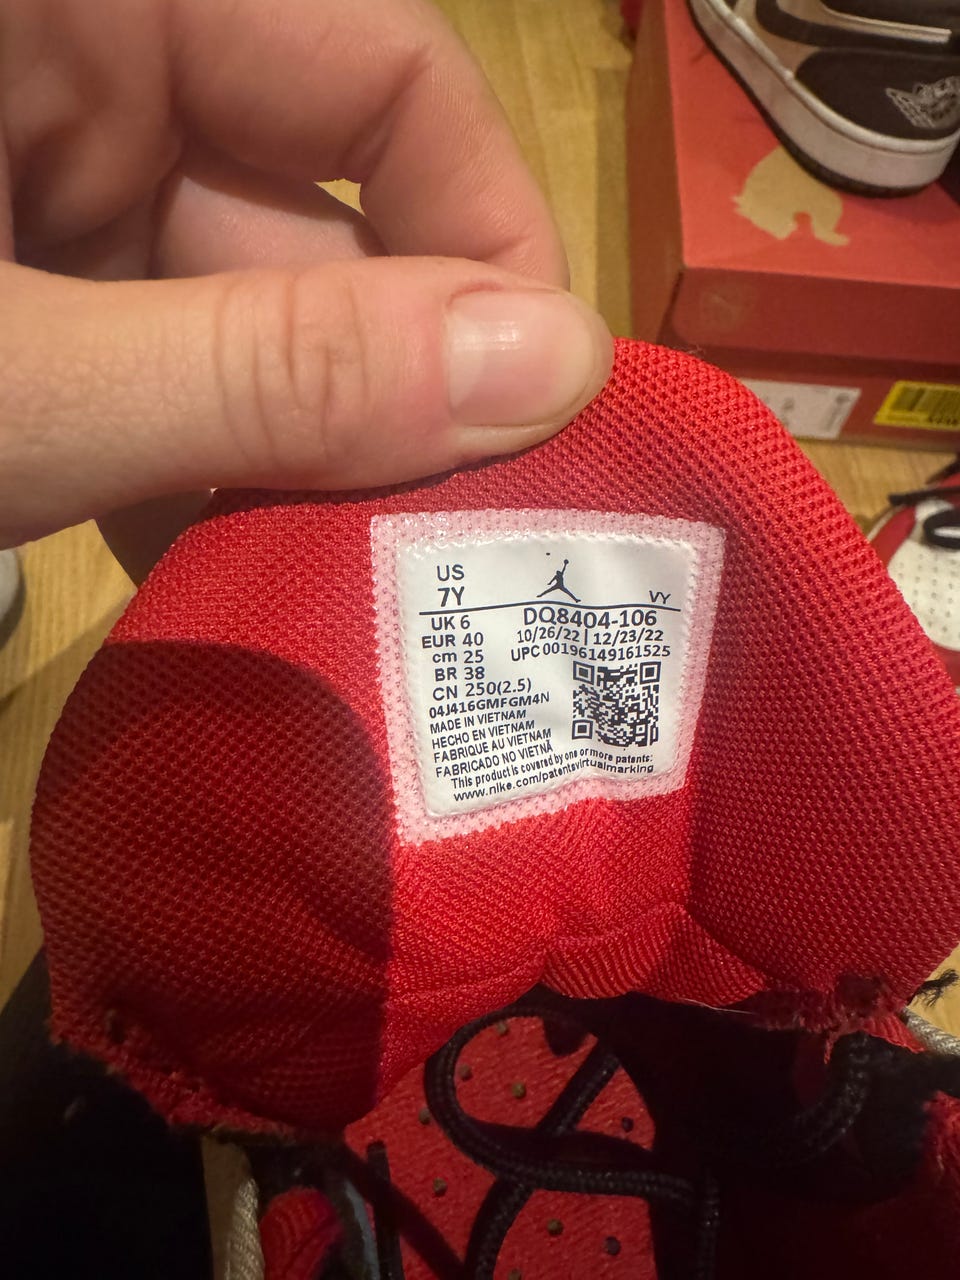 US
7Y
VY
UK 6
EUR 40
cm 25
BR 38
CN 250(2.5)
DQ8404-106
10/26/22 | 12/23/22
UPC 00196149161525
04J416GMFGM4N
MADE IN VIETNAM
HECHO EN VIETNAM
FABRIQUE AU VIETNAM
FABRICADO NO VIETNÃ
This product is covered by one or more patents:
www.nike.com/patentsvirtualmarking